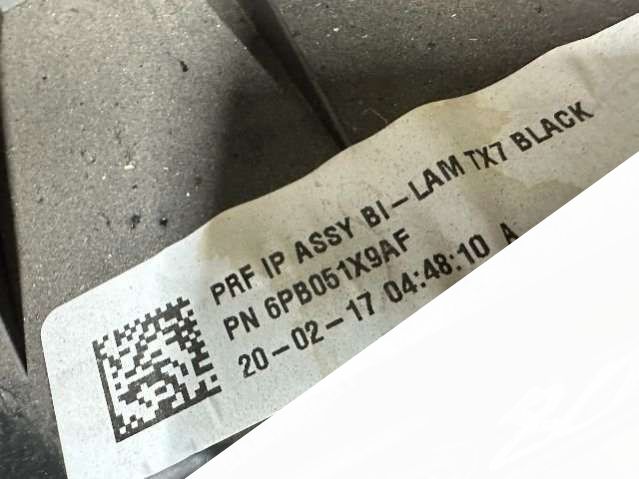 PRF IP ASSY BI-LAM TX7 BLACK
PN 6PB051X9AF
20-02-17 04:48:10 A